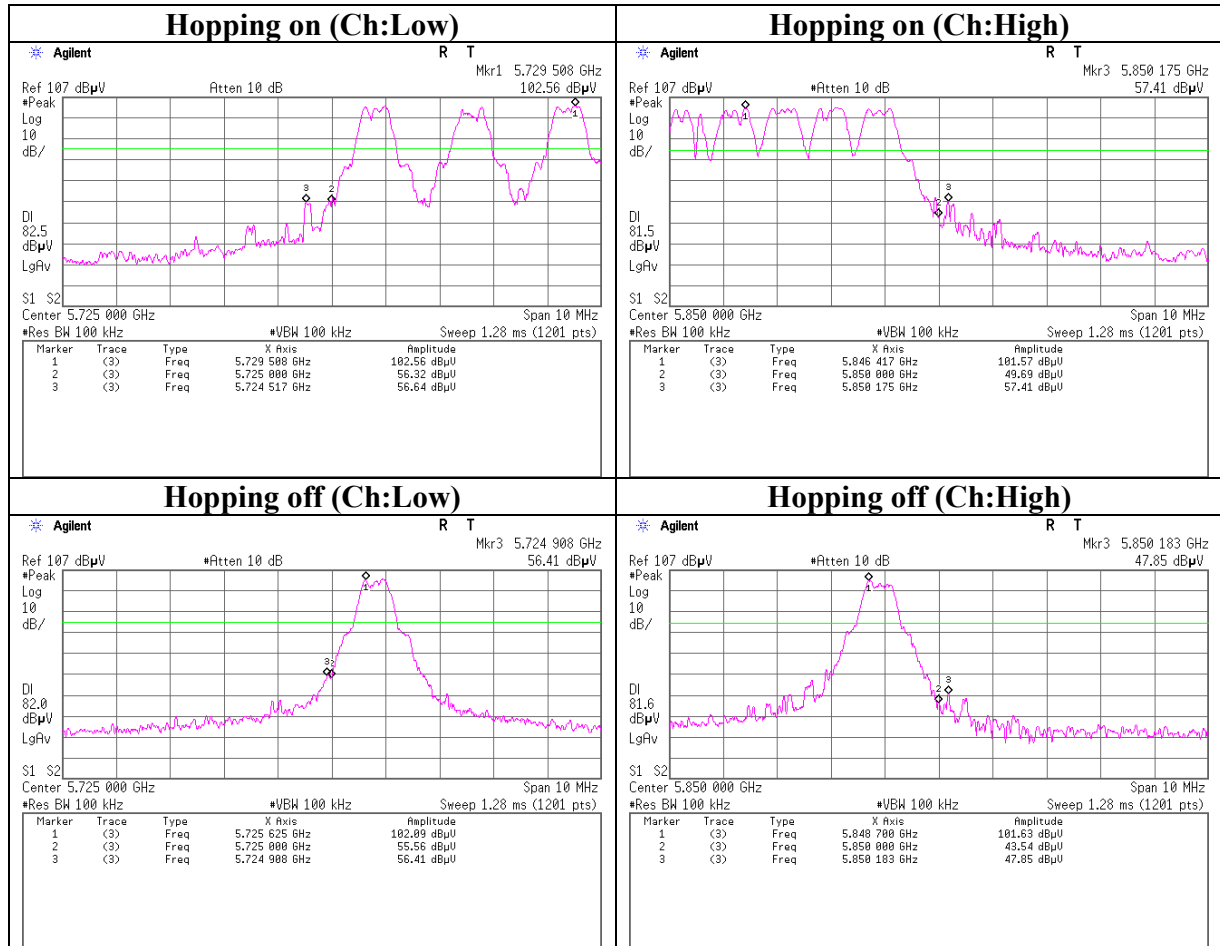 Hopping on (Ch:Low)
Agilent
R T
Mkr1 5.729 508 GHz
Ref 107 dBµV
Atten 10 dB
102.56 dBµV
#Peak
Log
10
dB/
1
3
2
DI
82.5
dBµV
LgAv
S1 S2
Center 5.725 000 GHz
Span 10 MHz
#Res BW 100 kHz
#VBW 100 kHz
Sweep 1.28 ms (1201 pts)
Marker Trace Type X Axis Amplitude
1 (3) Freq 5.729 508 GHz 102.56 dBµV
2 (3) Freq 5.725 000 GHz 56.32 dBµV
3 (3) Freq 5.724 517 GHz 56.64 dBµV
Hopping on (Ch:High)
Agilent
R T
Mkr3 5.850 175 GHz
Ref 107 dBµV
#Atten 10 dB
57.41 dBµV
#Peak
Log
10
dB/
1
3
2
DI
81.5
dBµV
LgAv
S1 S2
Center 5.850 000 GHz
Span 10 MHz
#Res BW 100 kHz
#VBW 100 kHz
Sweep 1.28 ms (1201 pts)
Marker Trace Type X Axis Amplitude
1 (3) Freq 5.846 417 GHz 101.57 dBµV
2 (3) Freq 5.850 000 GHz 49.69 dBµV
3 (3) Freq 5.850 175 GHz 57.41 dBµV
Hopping off (Ch:Low)
Agilent
R T
Mkr3 5.724 908 GHz
Ref 107 dBµV
#Atten 10 dB
56.41 dBµV
#Peak
Log
10
dB/
1
3
2
DI
82.0
dBµV
LgAv
S1 S2
Center 5.725 000 GHz
Span 10 MHz
#Res BW 100 kHz
#VBW 100 kHz
Sweep 1.28 ms (1201 pts)
Marker Trace Type X Axis Amplitude
1 (3) Freq 5.725 625 GHz 102.09 dBµV
2 (3) Freq 5.725 000 GHz 55.56 dBµV
3 (3) Freq 5.724 908 GHz 56.41 dBµV
Hopping off (Ch:High)
Agilent
R T
Mkr3 5.850 183 GHz
Ref 107 dBµV
#Atten 10 dB
47.85 dBµV
#Peak
Log
10
dB/
1
3
2
DI
81.6
dBµV
LgAv
S1 S2
Center 5.850 000 GHz
Span 10 MHz
#Res BW 100 kHz
#VBW 100 kHz
Sweep 1.28 ms (1201 pts)
Marker Trace Type X Axis Amplitude
1 (3) Freq 5.848 700 GHz 101.63 dBµV
2 (3) Freq 5.850 000 GHz 43.54 dBµV
3 (3) Freq 5.850 183 GHz 47.85 dBµV